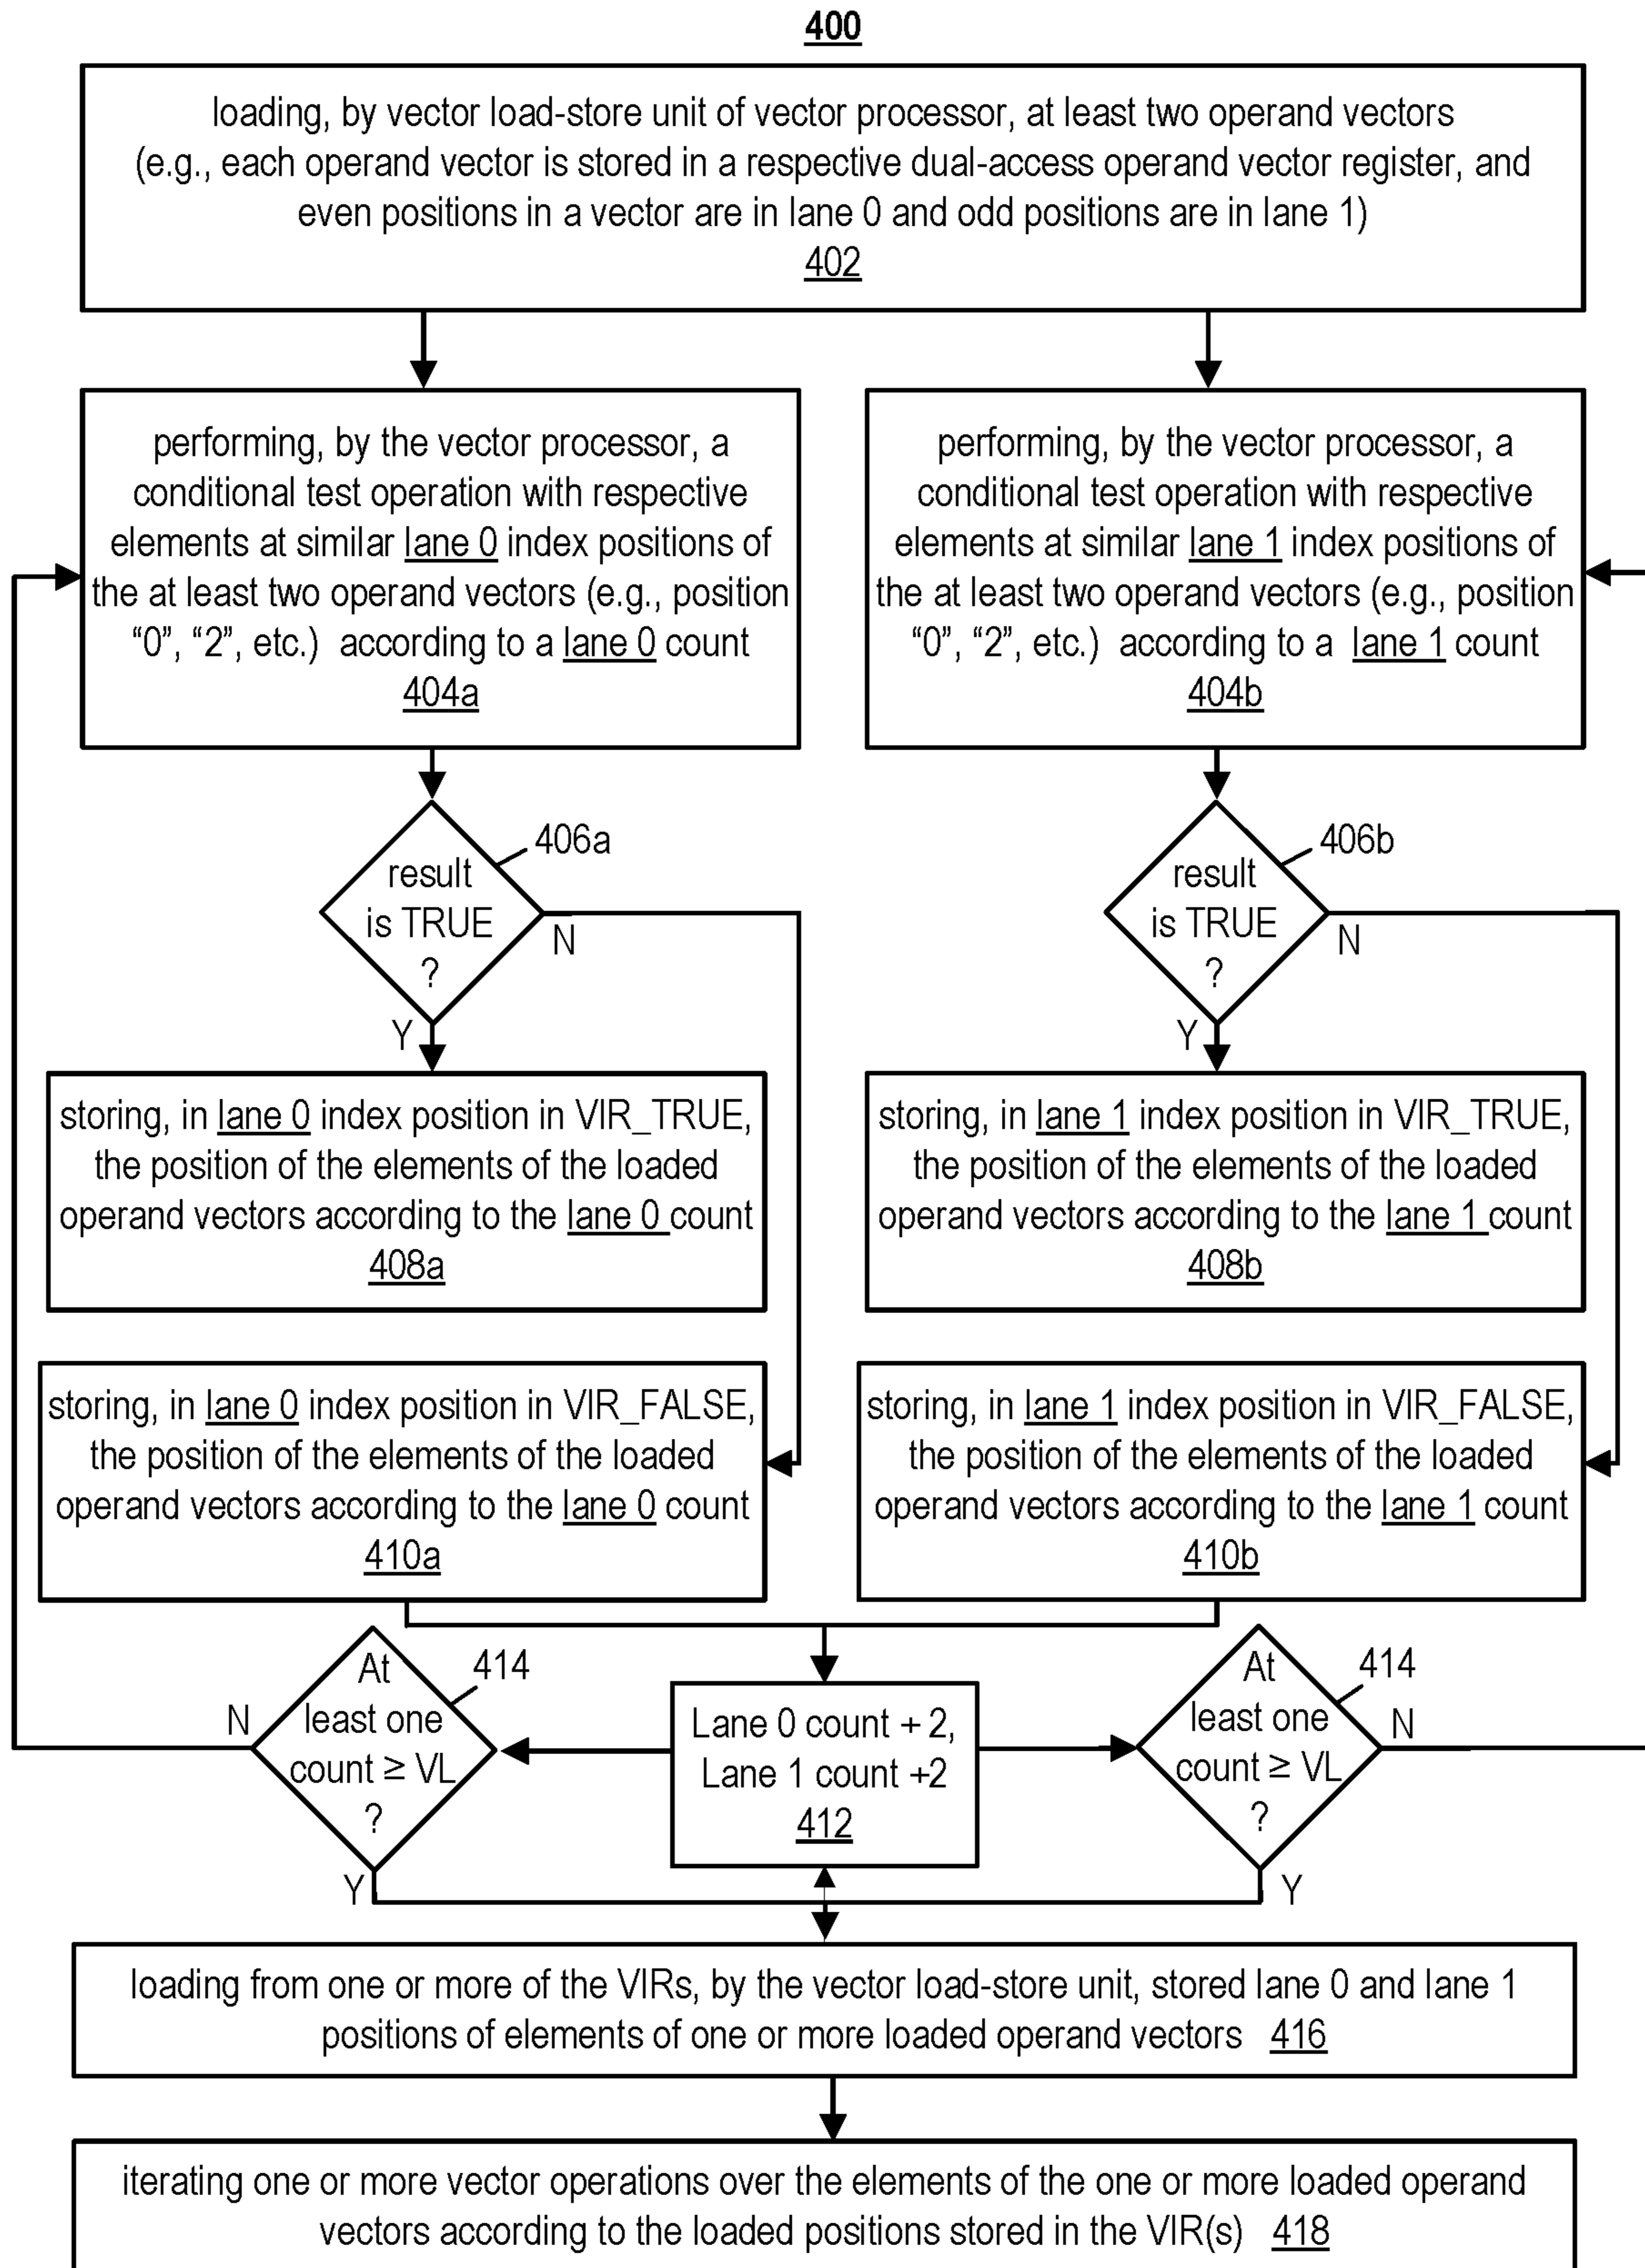 400
loading, by vector load-store unit of vector processor, at least two operand vectors
(e.g., each operand vector is stored in a respective dual-access operand vector register, and
even positions in a vector are in lane 0 and odd positions are in lane 1)
402
performing, by the vector processor, a
conditional test operation with respective
elements at similar lane 0 index positions of
the at least two operand vectors (e.g., position
“0”, “2”, etc.) according to a lane 0 count
404a
performing, by the vector processor, a
conditional test operation with respective
elements at similar lane 1 index positions of
the at least two operand vectors (e.g., position
“0”, “2”, etc.) according to a lane 1 count
404b
406a
result
is TRUE
?
N
Y
406b
result
is TRUE
?
N
Y
storing, in lane 0 index position in VIR_TRUE,
the position of the elements of the loaded
operand vectors according to the lane 0 count
408a
storing, in lane 1 index position in VIR_TRUE,
the position of the elements of the loaded
operand vectors according to the lane 1 count
408b
storing, in lane 0 index position in VIR_FALSE,
the position of the elements of the loaded
operand vectors according to the lane 0 count
410a
storing, in lane 1 index position in VIR_FALSE,
the position of the elements of the loaded
operand vectors according to the lane 1 count
410b
At
least one
count ≥ VL
?
414
N
Y
Lane 0 count + 2,
Lane 1 count +2
412
At
least one
count ≥ VL
?
414
N
Y
loading from one or more of the VIRs, by the vector load-store unit, stored lane 0 and lane 1
positions of elements of one or more loaded operand vectors 416
iterating one or more vector operations over the elements of the one or more loaded operand
vectors according to the loaded positions stored in the VIR(s) 418